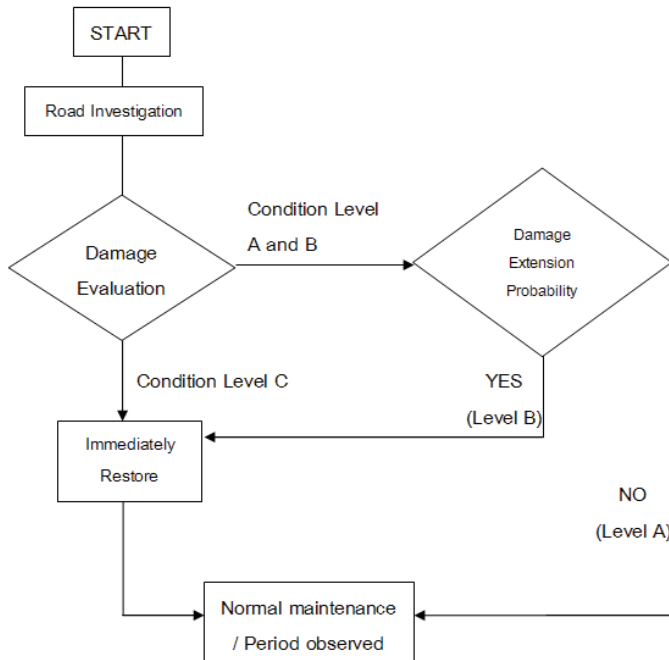 START
Road Investigation
Damage
Evaluation
Condition Level
A and B
Damage
Extension
Probability
Condition Level C
YES
(Level B)
Immediately
Restore
NO
(Level A)
Normal maintenance
/ Period observed